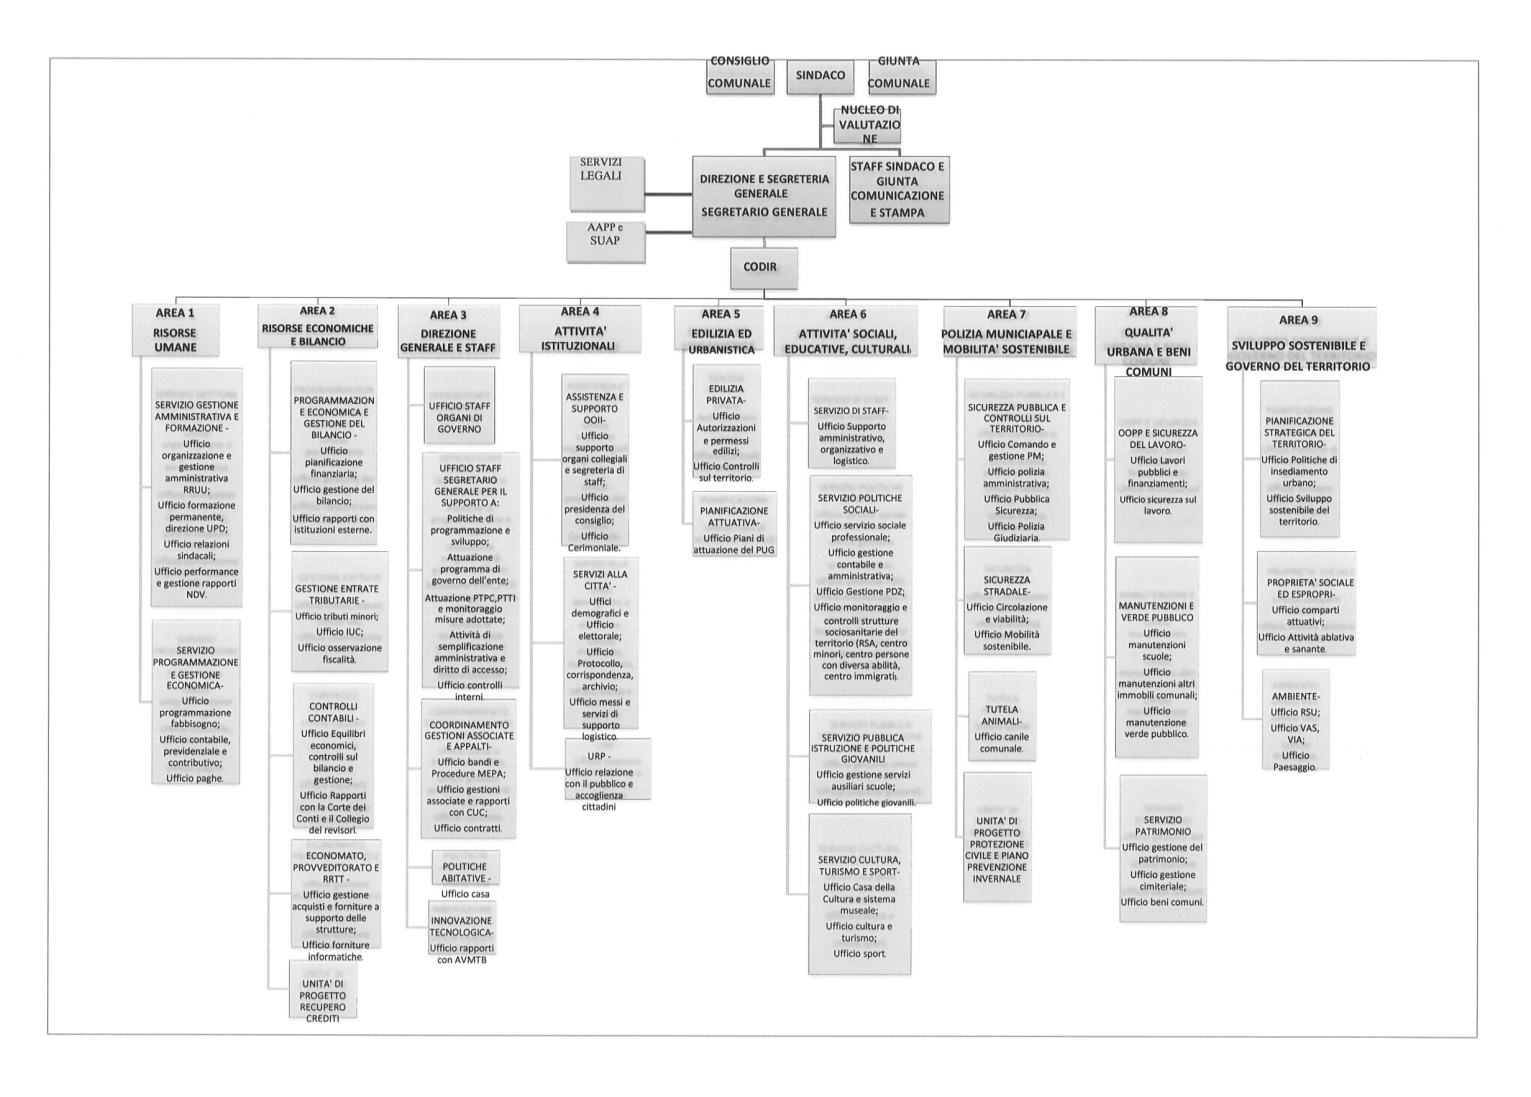 CONSIGLIO
COMUNALE
SINDACO
GIUNTA
COMUNALE
NUCLEO DI
VALUTAZIO
NE
SERVIZI
LEGALI
AAPP e
SUAP
DIREZIONE E SEGRETERIA
GENERALE
SEGRETARIO GENERALE
STAFF SINDACO E
GIUNTA
COMUNICAZIONE
E STAMPA
CODIR
AREA 1
RISORSE
UMANE
SERVIZIO GESTIONE
AMMINISTRATIVA E
FORMAZIONE -
Ufficio
organizzazione e
gestione
amministrativa
RRUU;
Ufficio formazione
permanente,
direzione UPD;
Ufficio relazioni
sindacali;
Ufficio performance
e gestione rapporti
NDV.
SERVIZIO
PROGRAMMAZIONE
E GESTIONE
ECONOMICA-
Ufficio
programmazione
fabbisogno;
Ufficio contabile,
previdenziale e
contributivo;
Ufficio paghe.
AREA 2
RISORSE ECONOMICHE
E BILANCIO
PROGRAMMAZION
E ECONOMICA E
GESTIONE DEL
BILANCIO -
Ufficio
pianificazione
finanziaria;
Ufficio gestione del
bilancio;
Ufficio rapporti con
istituzioni esterne.
GESTIONE ENTRATE
TRIBUTARIE -
Ufficio tributi minori;
Ufficio IUC;
Ufficio osservazione
fiscalità.
CONTROLLI
CONTABILI -
Ufficio Equilibri
economici,
controlli sul
bilancio e
gestione;
Ufficio Rapporti
con la Corte dei
Conti e il Collegio
dei revisori.
ECONOMATO,
PROVVEDITORATO E
RRTT -
Ufficio gestione
acquisti e forniture a
supporto delle
strutture;
Ufficio forniture
informatiche.
UNITA' DI
PROGETTO
RECUPERO
CREDITI
AREA 3
DIREZIONE
GENERALE E STAFF
UFFICIO STAFF
ORGANI DI
GOVERNO
UFFICIO STAFF
SEGRETARIO
GENERALE PER IL
SUPPORTO A:
Politiche di
programmazione e
sviluppo;
Attuazione
programma di
governo dell'ente;
Attuazione PTPC,PTTI
e monitoraggio
misure adottate;
Attività di
semplificazione
amministrativa e
diritto di accesso;
Ufficio controlli
interni.
COORDINAMENTO
GESTIONI ASSOCIATE
E APPALTI-
Ufficio bandi e
Procedure MEPA;
Ufficio gestioni
associate e rapporti
con CUC;
Ufficio contratti.
POLITICHE
ABITATIVE -
Ufficio casa
INNOVAZIONE
TECNOLOGICA-
Ufficio rapporti
con AVMTB
AREA 4
ATTIVITA'
ISTITUZIONALI
ASSISTENZA E
SUPPORTO
OOII-
Ufficio
supporto
organi collegiali
e segreteria di
staff;
Ufficio
presidenza del
consiglio;
Ufficio
Cerimoniale.
SERVIZI ALLA
CITTA' -
Uffici
demografici e
Ufficio
elettorale;
Ufficio
Protocollo,
corrispondenza,
archivio;
Ufficio messi e
servizi di
supporto
logistico.
URP -
Ufficio relazione
con il pubblico e
accoglienza
cittadini
AREA 5
EDILIZIA ED
URBANISTICA
EDILIZIA
PRIVATA-
Ufficio
Autorizzazioni
e permessi
edilizi;
Ufficio Controlli
sul territorio.
PIANIFICAZIONE
ATTUATIVA-
Ufficio Piani di
attuazione del PUG
AREA 6
ATTIVITA' SOCIALI,
EDUCATIVE, CULTURALI,
SERVIZIO DI STAFF-
Ufficio Supporto
amministrativo,
organizzativo e
logistico.
SERVIZIO POLITICHE
SOCIALI-
Ufficio servizio sociale
professionale;
Ufficio gestione
contabile e
amministrativa;
Ufficio Gestione PDZ;
Ufficio monitoraggio e
controlli strutture
sociosanitarie del
territorio (RSA, centro
minori, centro persone
con diversa abilità,
centro immigrati).
SERVIZIO PUBBLICA
ISTRUZIONE E POLITICHE
GIOVANILI
Ufficio gestione servizi
ausiliari scuole;
Ufficio politiche giovanili.
SERVIZIO CULTURA,
TURISMO E SPORT-
Ufficio Casa della
Cultura e sistema
museale;
Ufficio cultura e
turismo;
Ufficio sport.
AREA 7
POLIZIA MUNICIAPALE E
MOBILITA' SOSTENIBILE
SICUREZZA PUBBLICA E
CONTROLLI SUL
TERRITORIO-
Ufficio Comando e
gestione PM;
Ufficio polizia
amministrativa;
Ufficio Pubblica
Sicurezza;
Ufficio Polizia
Giudiziaria.
SICUREZZA
STRADALE-
Ufficio Circolazione
e viabilità;
Ufficio Mobilità
sostenibile.
TUTELA
ANIMALI-
Ufficio canile
comunale.
UNITA' DI
PROGETTO
PROTEZIONE
CIVILE E PIANO
PREVENZIONE
INVERNALE
AREA 8
QUALITA'
URBANA E BENI
COMUNI
OOPP E SICUREZZA
DEL LAVORO-
Ufficio Lavori
pubblici e
finanziamenti;
Ufficio sicurezza sul
lavoro.
MANUTENZIONI E
VERDE PUBBLICO
Ufficio
manutenzioni
scuole;
Ufficio
manutenzioni altri
immobili comunali;
Ufficio
manutenzione
verde pubblico.
SERVIZIO
PATRIMONIO
Ufficio gestione del
patrimonio;
Ufficio gestione
cimiteriale;
Ufficio beni comuni.
AREA 9
SVILUPPO SOSTENIBILE E
GOVERNO DEL TERRITORIO
PIANIFICAZIONE
STRATEGICA DEL
TERRITORIO-
Ufficio Politiche di
insediamento
urbano;
Ufficio Sviluppo
sostenibile del
territorio.
PROPRIETA' SOCIALE
ED ESPROPRI-
Ufficio comparti
attuativi;
Ufficio Attività ablativa
e sanante.
AMBIENTE-
Ufficio RSU;
Ufficio VAS,
VIA;
Ufficio
Paesaggio.